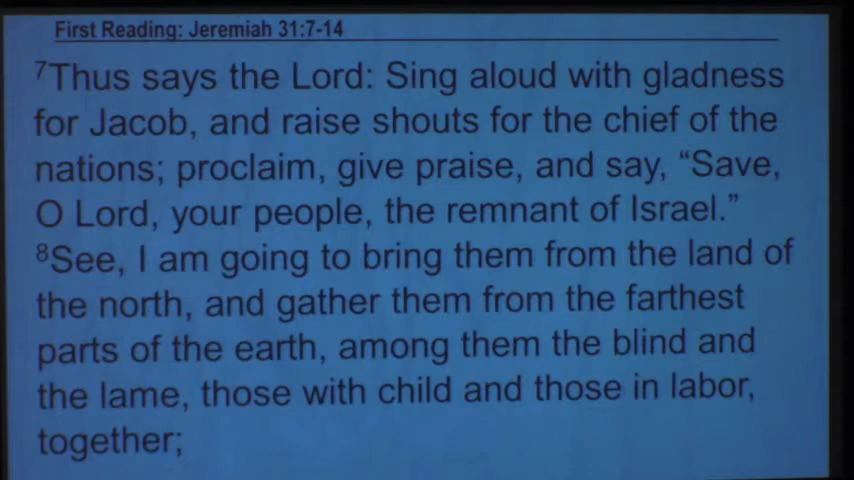 First Reading: Jeremiah 31:7-14
⁷Thus says the Lord: Sing aloud with gladness
for Jacob, and raise shouts for the chief of the
nations; proclaim, give praise, and say, “Save,
O Lord, your people, the remnant of Israel.”
⁸See, I am going to bring them from the land of
the north, and gather them from the farthest
parts of the earth, among them the blind and
the lame, those with child and those in labor,
together;